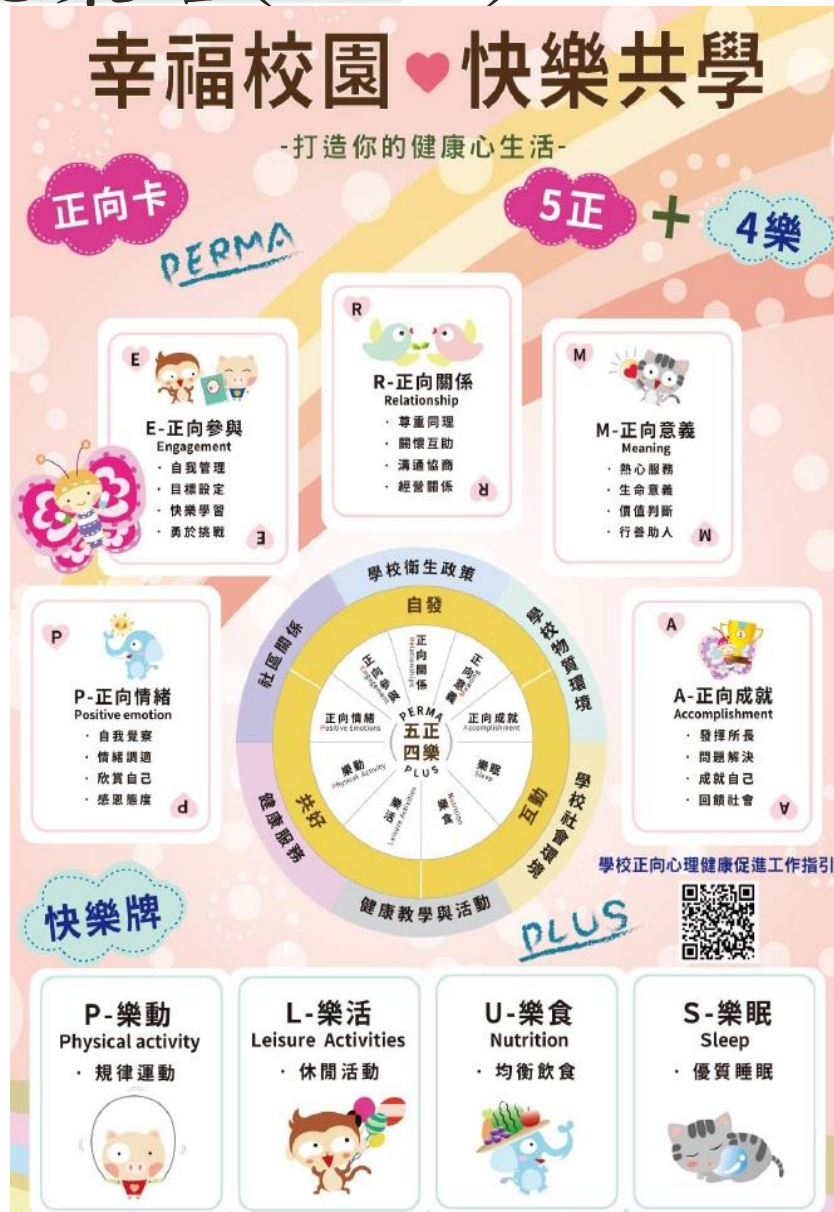 幸福校園♥快樂共學
-打造你的健康心生活-
正向卡
5正 + 4樂
PERMA
E
E-正向參與
Engagement
· 自我管理
· 目標設定
· 快樂學習
· 勇於挑戰
E
R
R-正向關係
Relationship
· 尊重同理
· 關懷互助
· 溝通協商
· 經營關係
R
M
M-正向意義
Meaning
· 熱心服務
· 生命意義
· 價值判斷
· 行善助人
M
P
P-正向情緒
Positive emotion
· 自我覺察
· 情緒調適
· 欣賞自己
· 感恩態度
P
A
A-正向成就
Accomplishment
· 發揮所長
· 問題解決
· 成就自己
· 回饋社會
A
學校衛生政策
學校物質環境
學校社會環境
健康教學與活動
健康服務
社區關係
自發
互動
共好
正向情緒
Positive Emotions
正向參與
Engagement
正向關係
Relationships
正向意義
正向成就
Accomplishment
樂眠
Sleep
樂食
Nutrition
樂活
Leisure Activities
樂動
Physical Activity
PERMA
五正
四樂
PLUS
學校正向心理健康促進工作指引
快樂牌
PLUS
P-樂動
Physical activity
· 規律運動
L-樂活
Leisure Activities
· 休閒活動
U-樂食
Nutrition
· 均衡飲食
S-樂眠
Sleep
· 優質睡眠